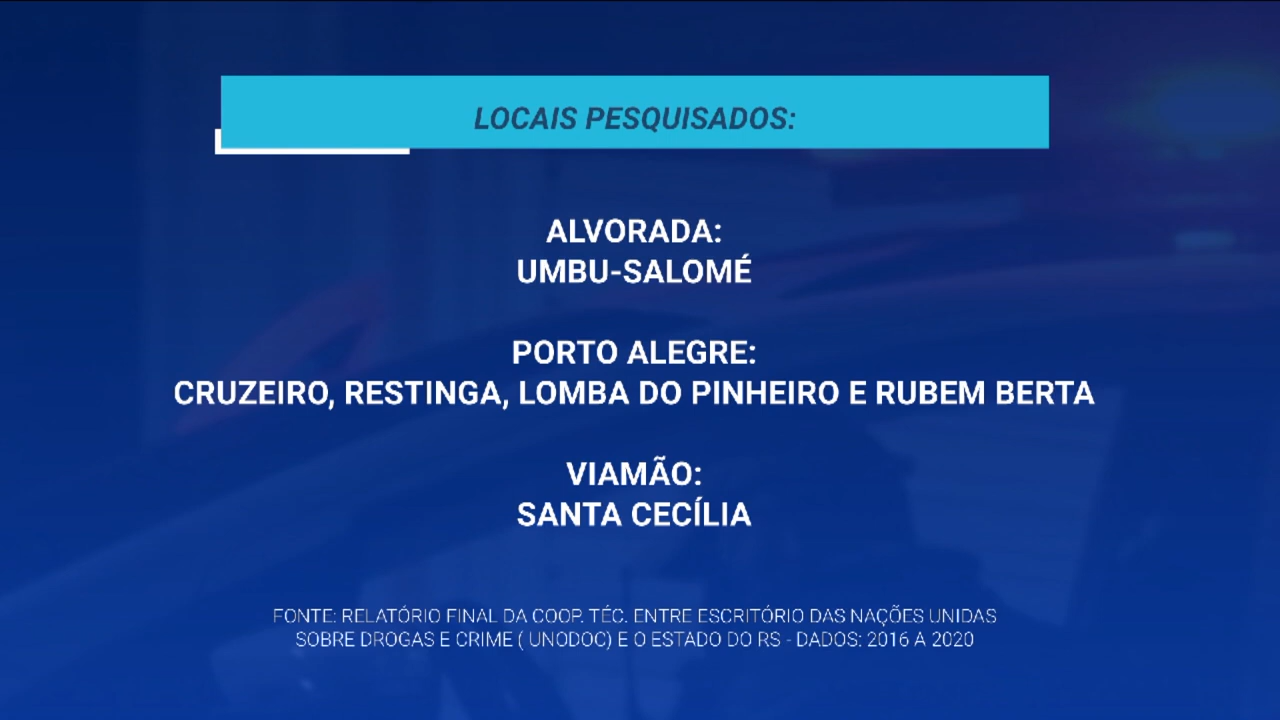 LOCAIS PESQUISADOS:
ALVORADA:
UMBU-SALOMÉ
PORTO ALEGRE:
CRUZEIRO, RESTINGA, LOMBA DO PINHEIRO E RUBEM BERTA
VIAMÃO:
SANTA CECÍLIA
FONTE: RELATÓRIO FINAL DA COOP. TÉC. ENTRE ESCRITÓRIO DAS NAÇÕES UNIDAS
SOBRE DROGAS E CRIME ( UNODOC) E O ESTADO DO RS - DADOS: 2016 A 2020